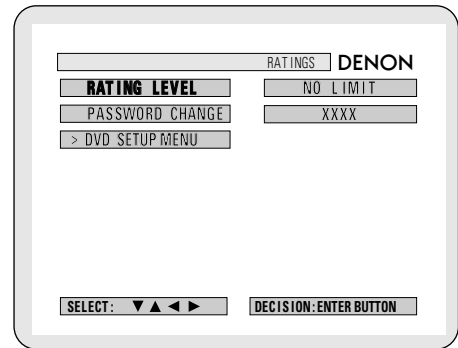 RATINGS DENON
RATING LEVEL NO LIMIT
PASSWORD CHANGE XXXX
> DVD SETUP MENU
SELECT: ▼ ▲ ◀ ▶ DECISION: ENTER BUTTON